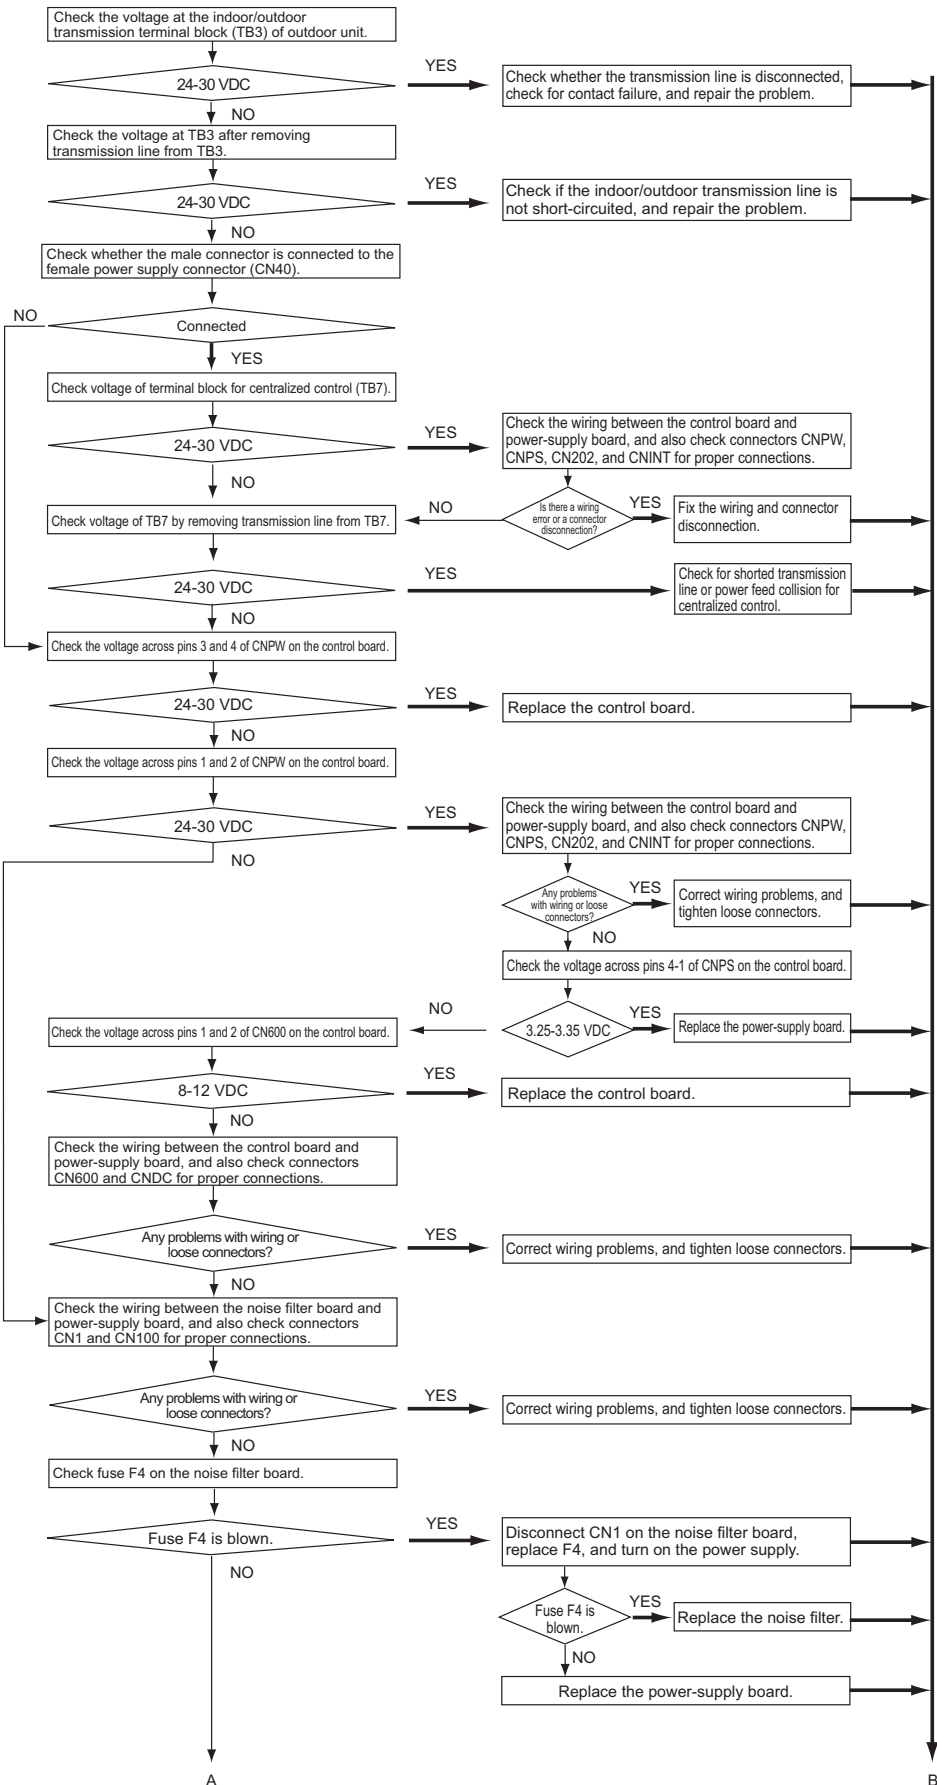 Check the voltage at the indoor/outdoor
transmission terminal block (TB3) of outdoor unit.
24-30 VDC
YES
Check whether the transmission line is disconnected,
check for contact failure, and repair the problem.
NO
Check the voltage at TB3 after removing
transmission line from TB3.
24-30 VDC
YES
Check if the indoor/outdoor transmission line is
not short-circuited, and repair the problem.
NO
Check whether the male connector is connected to the
female power supply connector (CN40).
NO
Connected
YES
Check voltage of terminal block for centralized control (TB7).
24-30 VDC
YES
Check the wiring between the control board and
power-supply board, and also check connectors CNPW,
CNPS, CN202, and CNINT for proper connections.
NO
Is there a wiring
error or a connector
disconnection?
YES
Fix the wiring and connector
disconnection.
NO
Check voltage of TB7 by removing transmission line from TB7.
24-30 VDC
YES
Check for shorted transmission
line or power feed collision for
centralized control.
NO
Check the voltage across pins 3 and 4 of CNPW on the control board.
24-30 VDC
YES
Replace the control board.
NO
Check the voltage across pins 1 and 2 of CNPW on the control board.
24-30 VDC
YES
Check the wiring between the control board and
power-supply board, and also check connectors CNPW,
CNPS, CN202, and CNINT for proper connections.
NO
Any problems
with wiring or loose
connectors?
YES
Correct wiring problems, and
tighten loose connectors.
NO
Check the voltage across pins 4-1 of CNPS on the control board.
3.25-3.35 VDC
YES
Replace the power-supply board.
NO
Check the voltage across pins 1 and 2 of CN600 on the control board.
8-12 VDC
YES
Replace the control board.
NO
Check the wiring between the control board and
power-supply board, and also check connectors
CN600 and CNDC for proper connections.
Any problems with wiring or
loose connectors?
YES
Correct wiring problems, and tighten loose connectors.
NO
Check the wiring between the noise filter board and
power-supply board, and also check connectors
CN1 and CN100 for proper connections.
Any problems with wiring or
loose connectors?
YES
Correct wiring problems, and tighten loose connectors.
NO
Check fuse F4 on the noise filter board.
Fuse F4 is blown.
YES
Disconnect CN1 on the noise filter board,
replace F4, and turn on the power supply.
NO
Fuse F4 is
blown.
YES
Replace the noise filter.
NO
Replace the power-supply board.
A
B